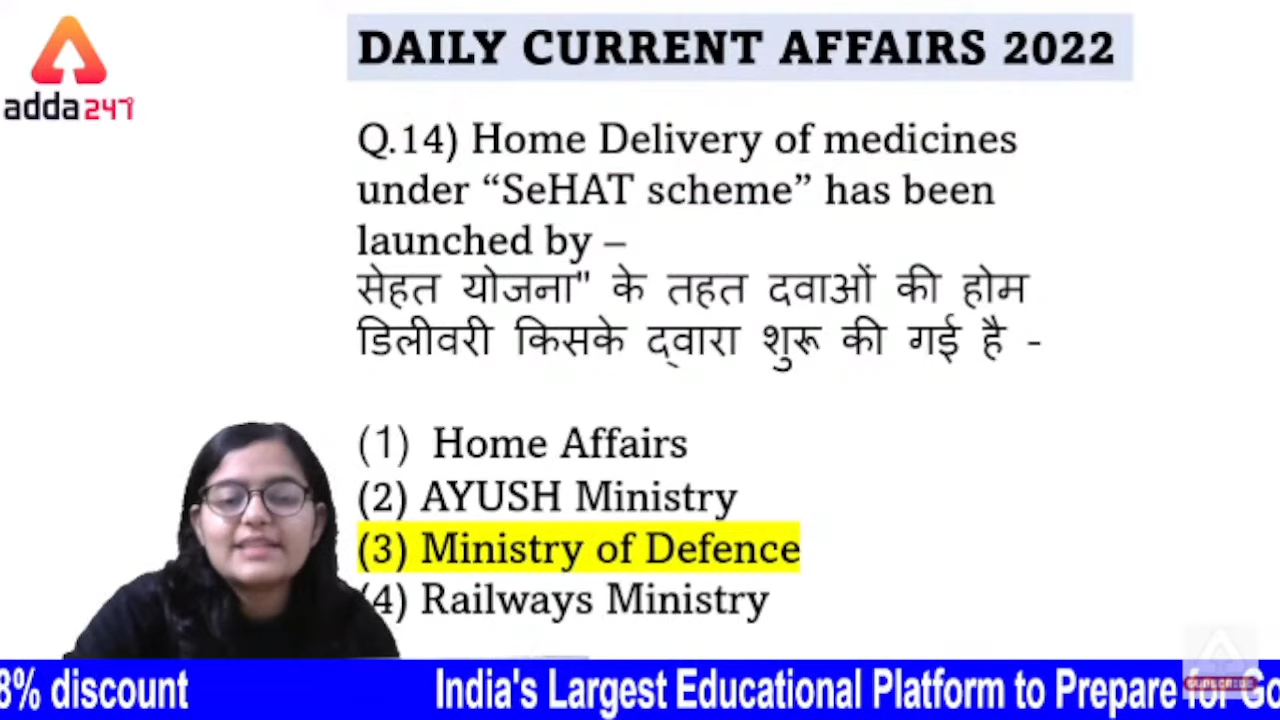 DAILY CURRENT AFFAIRS 2022
adda247
Q.14) Home Delivery of medicines
under “SeHAT scheme” has been
launched by –
सेहत योजना" के तहत दवाओं की होम
डिलीवरी किसके द्वारा शुरू की गई है -
(1) Home Affairs
(2) AYUSH Ministry
(3) Ministry of Defence
(4) Railways Ministry
SUBSCRIBE
8% discount India's Largest Educational Platform to Prepare for Go